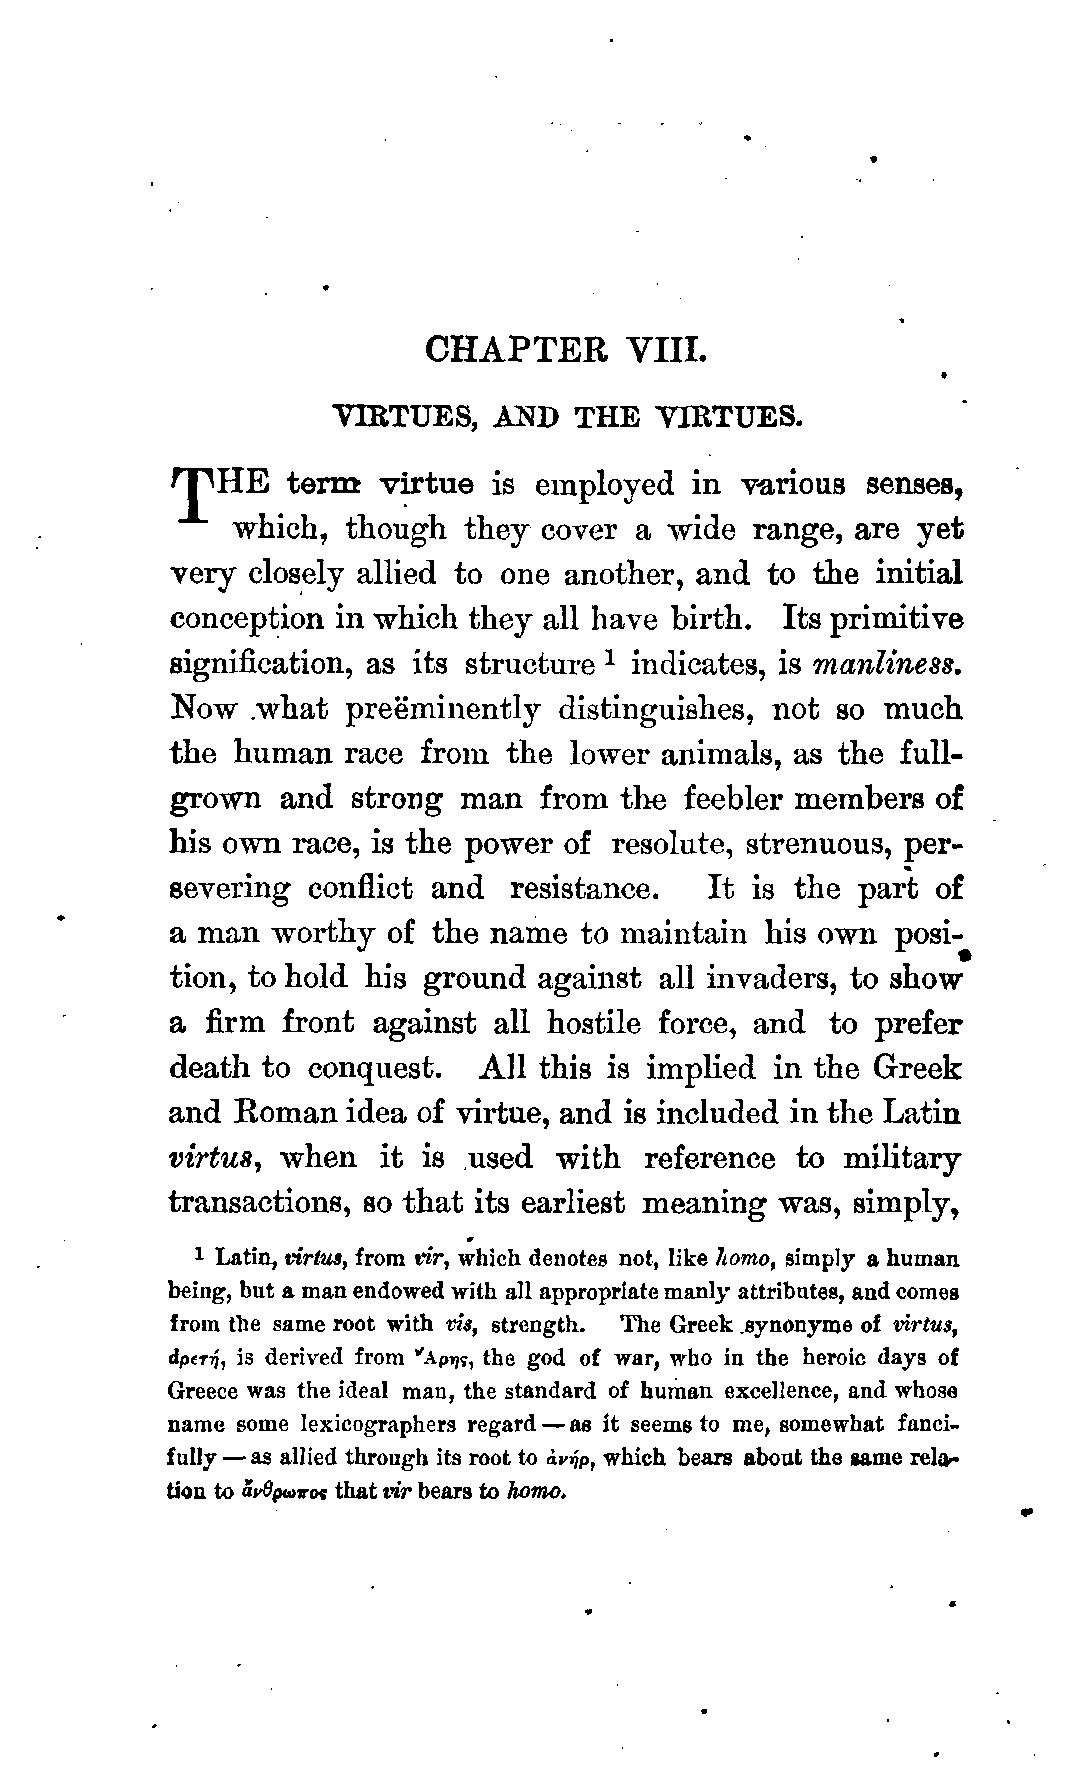 CHAPTER VIII.
VIRTUES, AND THE VIRTUES.
THE term virtue is employed in various senses,
which, though they cover a wide range, are yet
very closely allied to one another, and to the initial
conception in which they all have birth. Its primitive
signification, as its structure 1 indicates, is manliness.
Now what preëminently distinguishes, not so much
the human race from the lower animals, as the full-
grown and strong man from the feebler members of
his own race, is the power of resolute, strenuous, per-
severing conflict and resistance. It is the part of
a man worthy of the name to maintain his own posi-
tion, to hold his ground against all invaders, to show
a firm front against all hostile force, and to prefer
death to conquest. All this is implied in the Greek
and Roman idea of virtue, and is included in the Latin
virtus, when it is used with reference to military
transactions, so that its earliest meaning was, simply,
1 Latin, virtus, from vir, which denotes not, like homo, simply a human
being, but a man endowed with all appropriate manly attributes, and comes
from the same root with vis, strength. The Greek synonyme of virtus,
ἀρετή, is derived from Ἄρης, the god of war, who in the heroic days of
Greece was the ideal man, the standard of human excellence, and whose
name some lexicographers regard — as it seems to me, somewhat fanci-
fully — as allied through its root to ἀνήρ, which bears about the same rela-
tion to ἄνθρωπος that vir bears to homo.